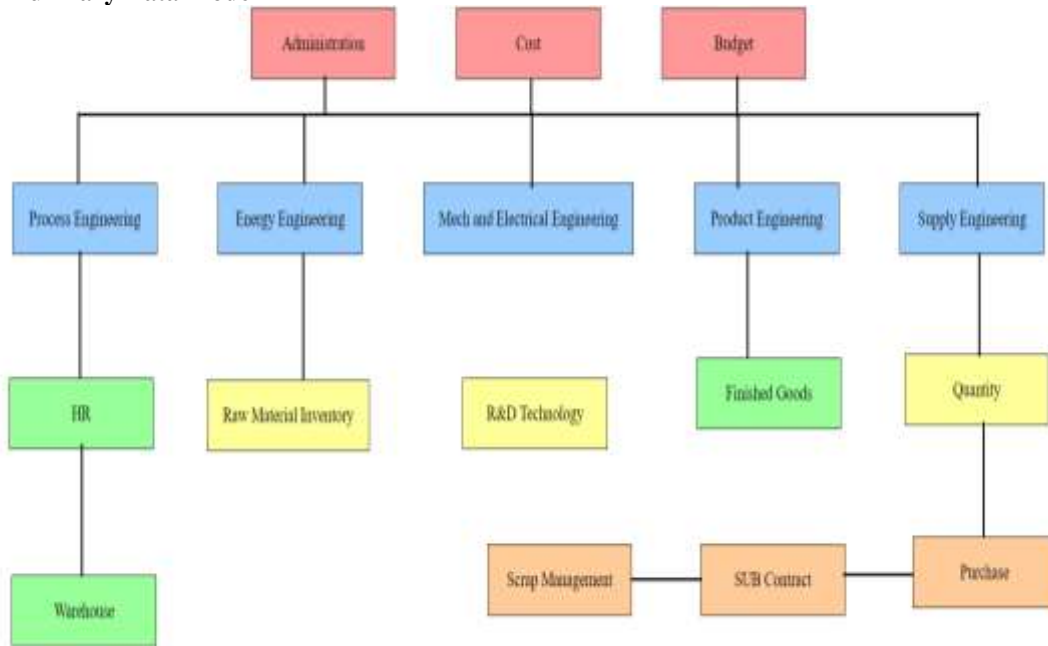 Administration
Cost
Budget
Process Engineering
Energy Engineering
Mech and Electrical Engineering
Product Engineering
Supply Engineering
HR
Raw Material Inventory
R&D Technology
Finished Goods
Quantity
Scrap Management
SUB Contract
Purchase
Warehouse